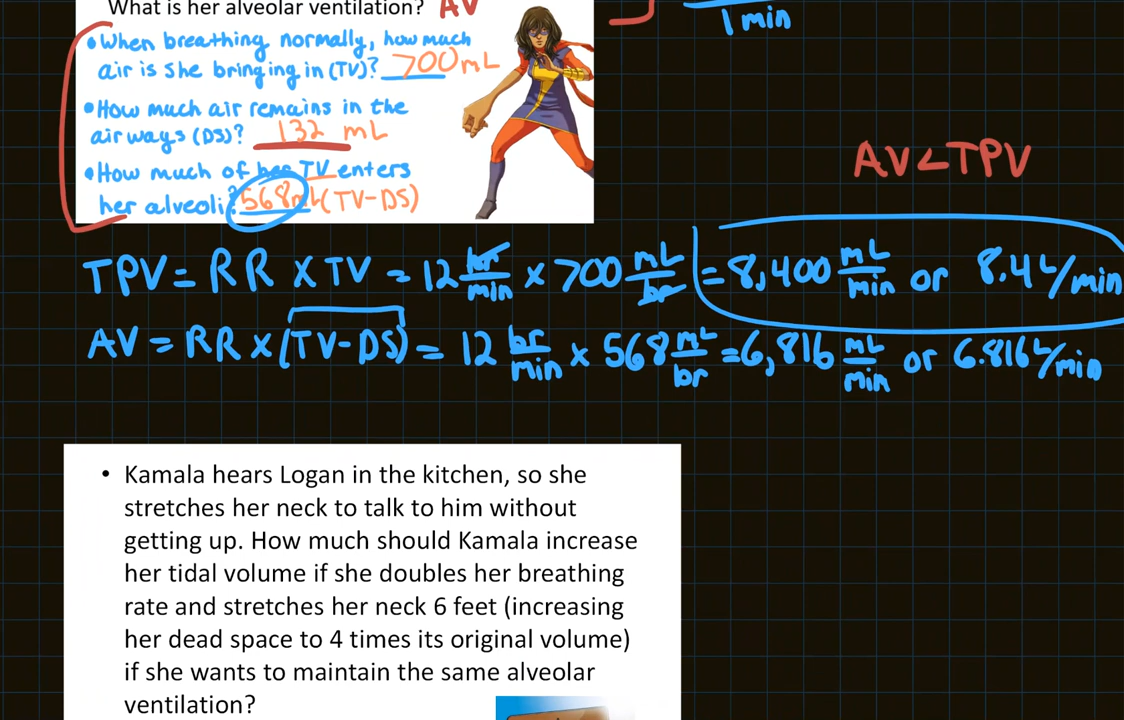 What is her alveolar ventilation? AV
1 min
• When breathing normally, how much
air is she bringing in (TV)? 700 mL
• How much air remains in the
airways (DS)? 132 mL
• How much of her TV enters
her alveoli? 568 mL (TV-DS)
AV < TPV
TPV = RR x TV = 12 br/min x 700 mL/br = 8,400 mL/min or 8.4 L/min
AV = RR x (TV-DS) = 12 br/min x 568 mL/br = 6,816 mL/min or 6.816 L/min
• Kamala hears Logan in the kitchen, so she
stretches her neck to talk to him without
getting up. How much should Kamala increase
her tidal volume if she doubles her breathing
rate and stretches her neck 6 feet (increasing
her dead space to 4 times its original volume)
if she wants to maintain the same alveolar
ventilation?